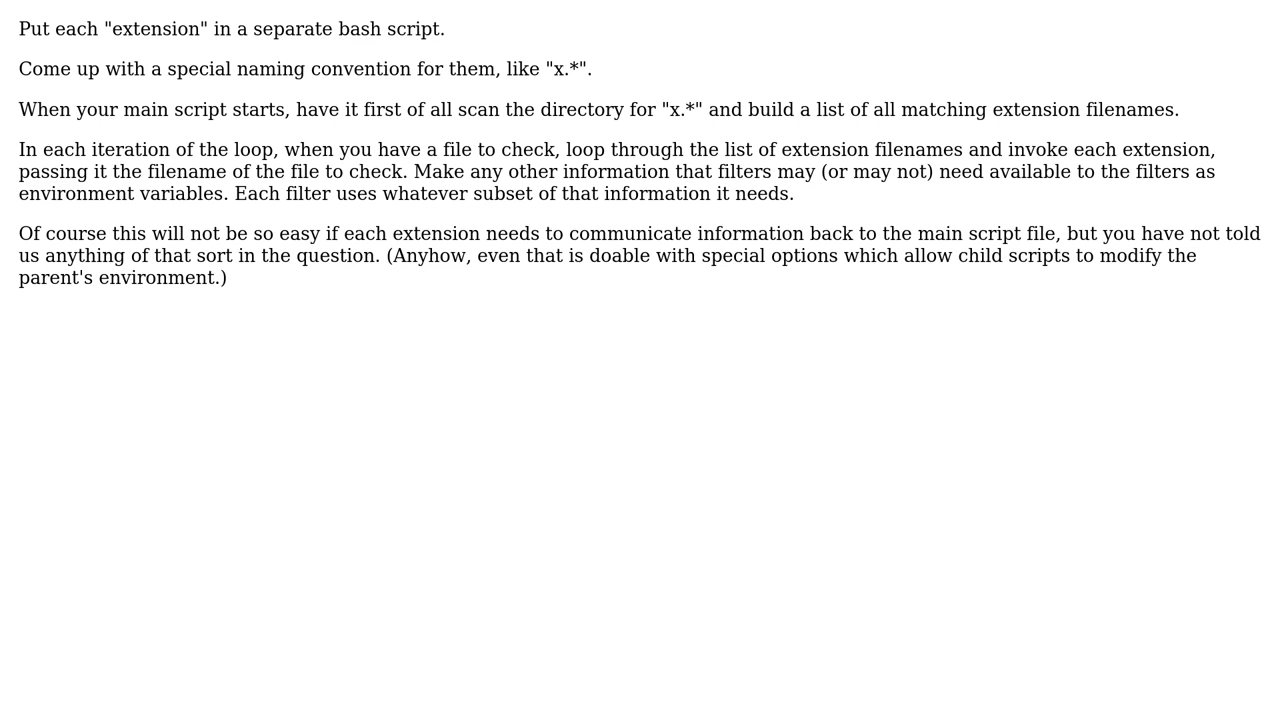 Put each "extension" in a separate bash script.
Come up with a special naming convention for them, like "x.*".
When your main script starts, have it first of all scan the directory for "x.*" and build a list of all matching extension filenames.
In each iteration of the loop, when you have a file to check, loop through the list of extension filenames and invoke each extension,
passing it the filename of the file to check. Make any other information that filters may (or may not) need available to the filters as
environment variables. Each filter uses whatever subset of that information it needs.
Of course this will not be so easy if each extension needs to communicate information back to the main script file, but you have not told
us anything of that sort in the question. (Anyhow, even that is doable with special options which allow child scripts to modify the
parent's environment.)